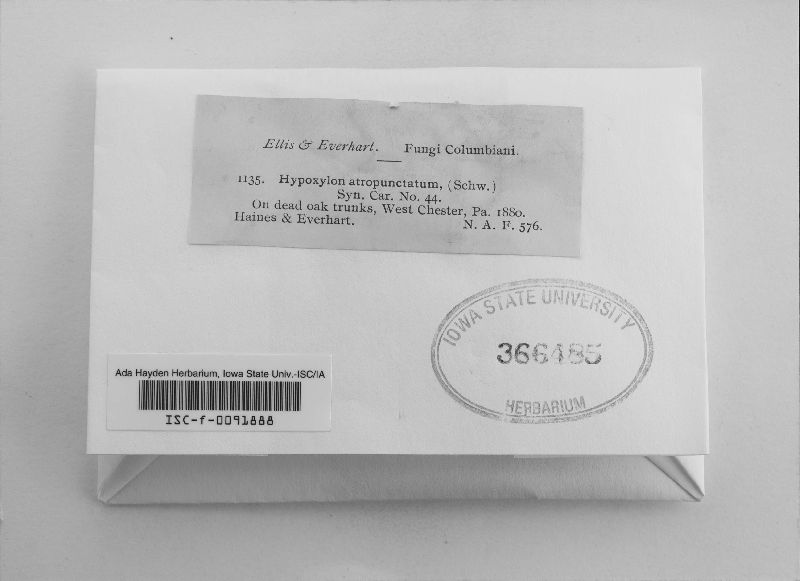 Ellis & Everhart. Fungi Columbiani.
1135. Hypoxylon atropunctatum, (Schw.)
Syn. Car. No. 44.
On dead oak trunks, West Chester, Pa. 1880.
Haines & Everhart. N. A. F. 576.
IOWA STATE UNIVERSITY
366485
HERBARIUM
Ada Hayden Herbarium, Iowa State Univ.-ISC/IA
ISC-f-0091888